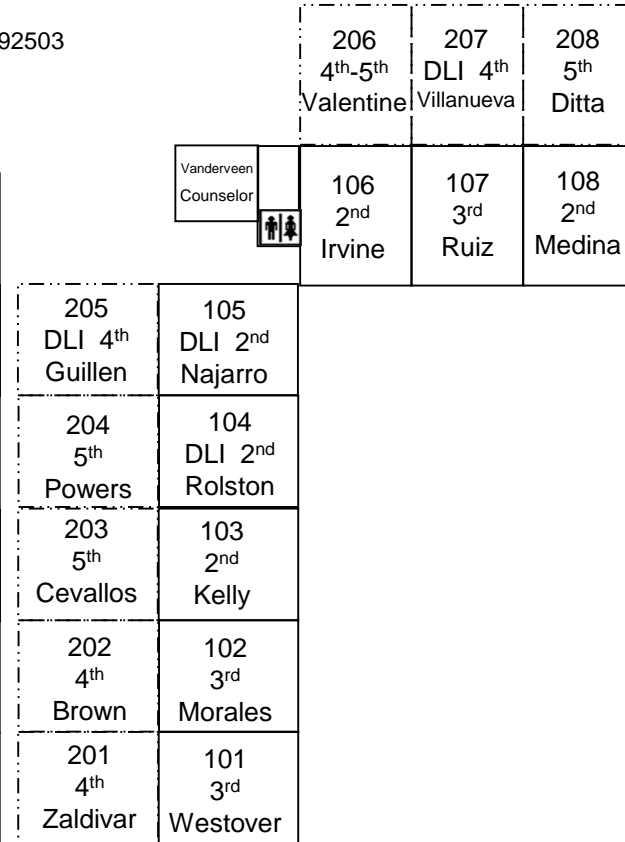 92503
206
4th-5th
Valentine
207
DLI 4th
Villanueva
208
5th
Ditta
Vanderveen
Counselor
106
2nd
Irvine
107
3rd
Ruiz
108
2nd
Medina
205
DLI 4th
Guillen
105
DLI 2nd
Najarro
204
5th
Powers
104
DLI 2nd
Rolston
203
5th
Cevallos
103
2nd
Kelly
202
4th
Brown
102
3rd
Morales
201
4th
Zaldivar
101
3rd
Westover